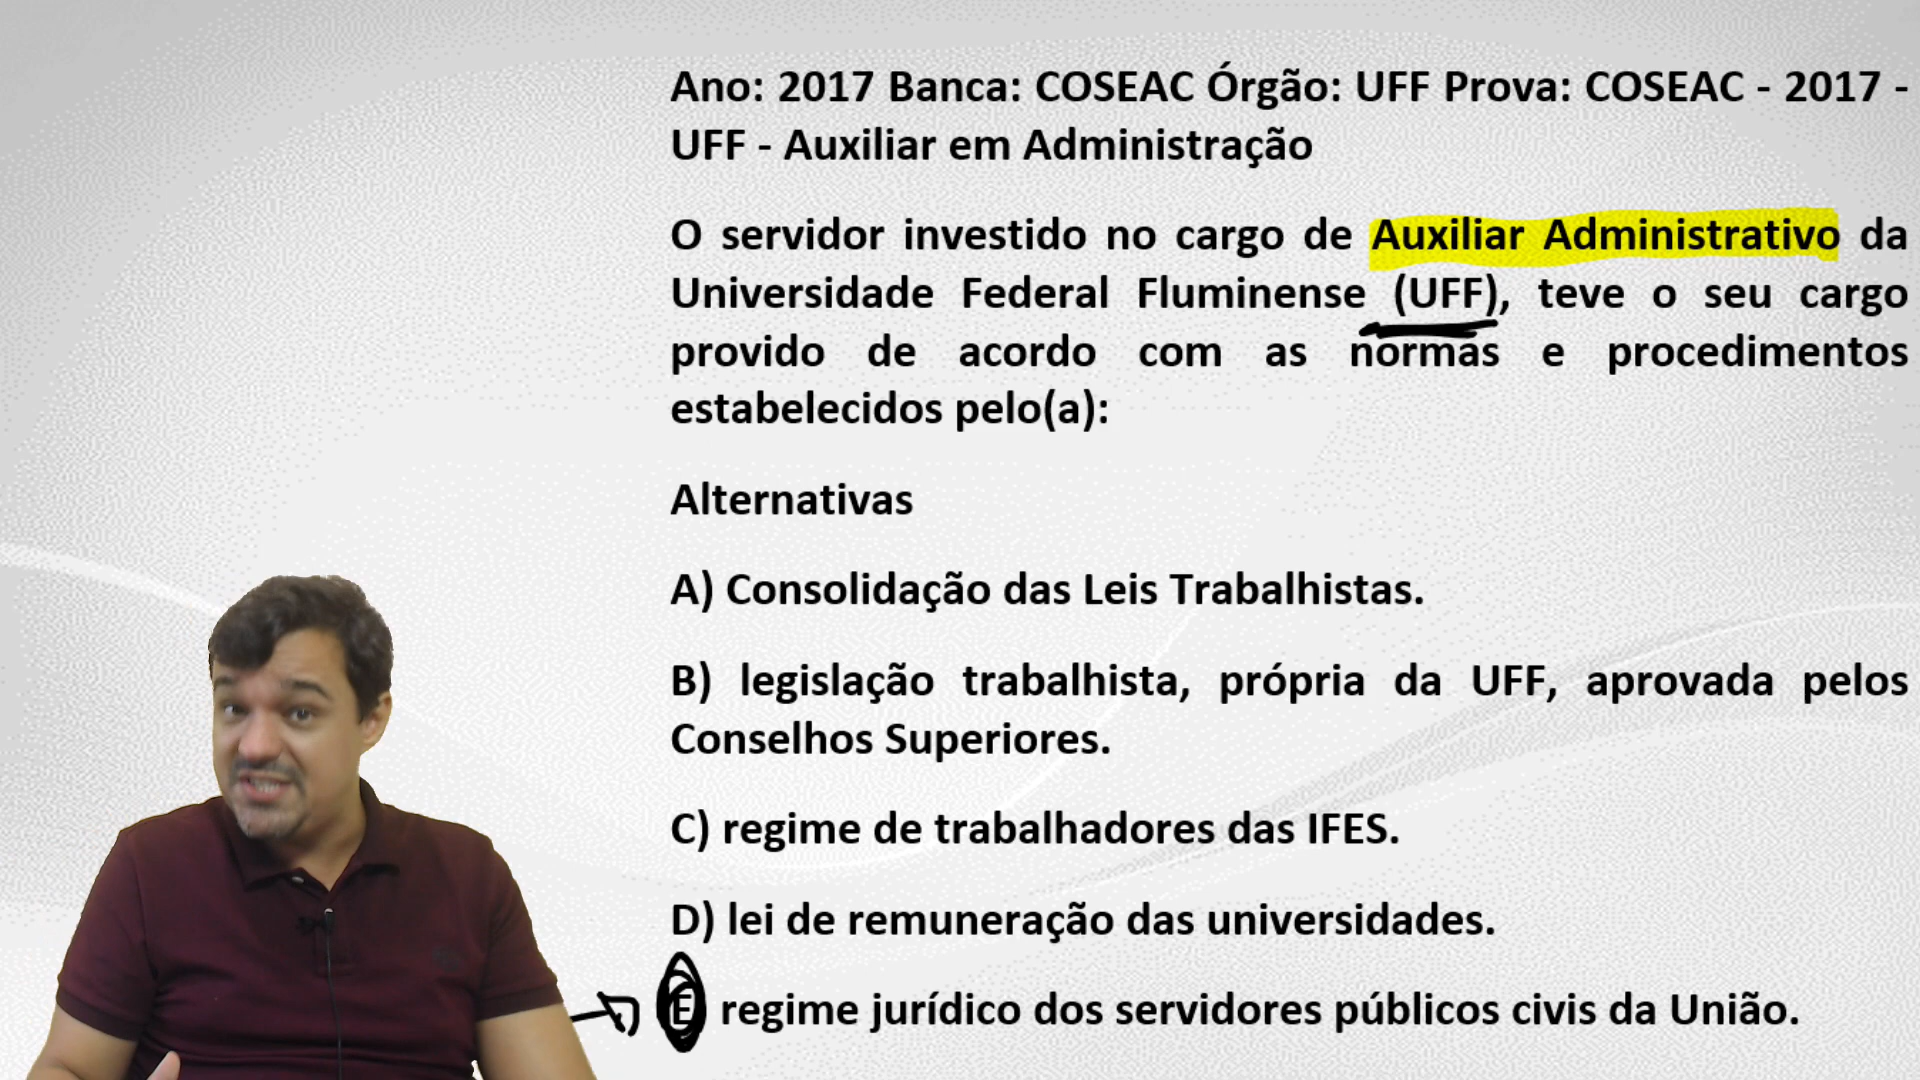 Ano: 2017 Banca: COSEAC Órgão: UFF Prova: COSEAC - 2017 -
UFF - Auxiliar em Administração
O servidor investido no cargo de Auxiliar Administrativo da
Universidade Federal Fluminense (UFF), teve o seu cargo
provido de acordo com as normas e procedimentos
estabelecidos pelo(a):
Alternativas
A) Consolidação das Leis Trabalhistas.
B) legislação trabalhista, própria da UFF, aprovada pelos
Conselhos Superiores.
C) regime de trabalhadores das IFES.
D) lei de remuneração das universidades.
E) regime jurídico dos servidores públicos civis da União.